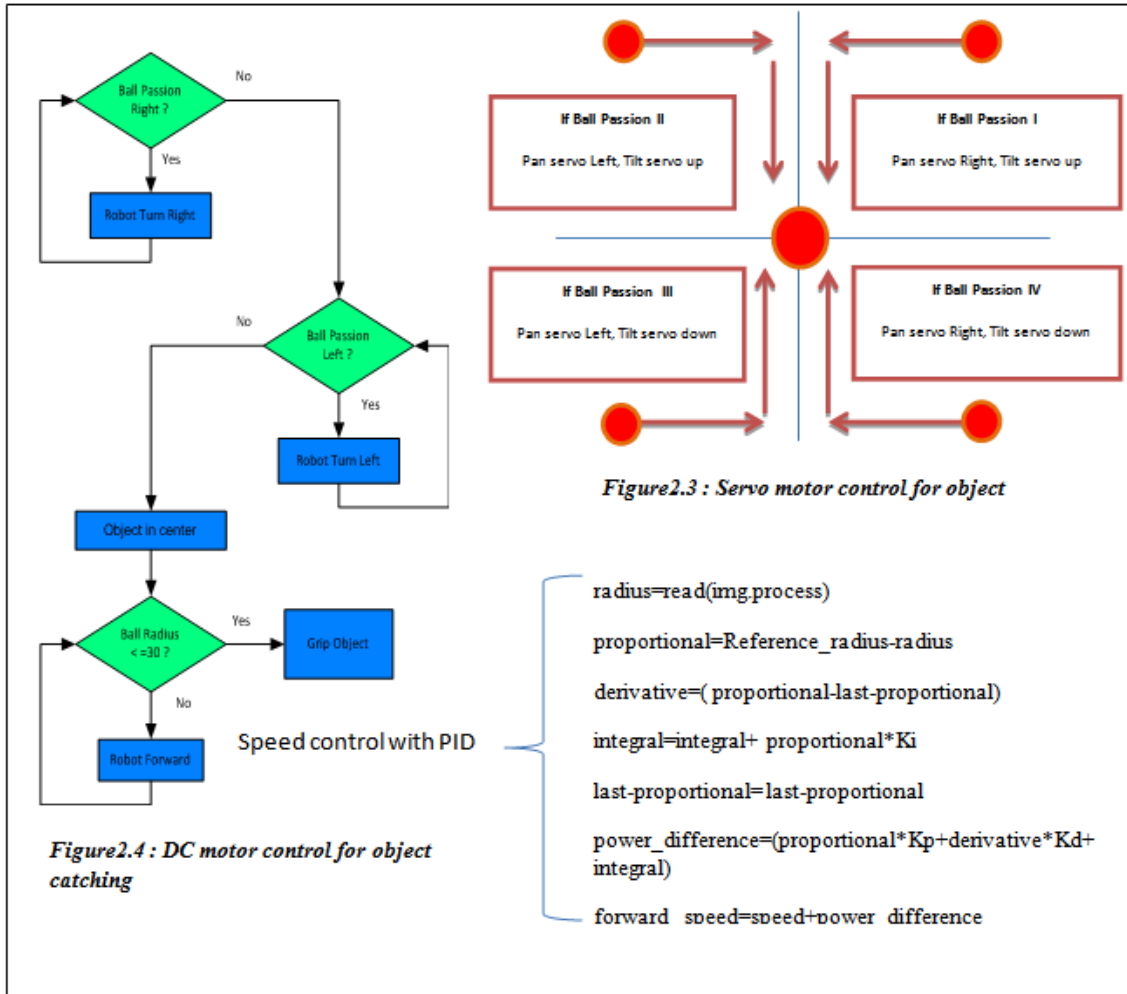 Ball Passion
Right ?
No
Yes
Robot Turn Right
Ball Passion
Left ?
No
Yes
Robot Turn Left
Object in center
Ball Radius
< =30 ?
Yes
Grip Object
No
Robot Forward
Figure2.4 : DC motor control for object
catching
If Ball Passion II
Pan servo Left, Tilt servo up
If Ball Passion I
Pan servo Right, Tilt servo up
If Ball Passion III
Pan servo Left, Tilt servo down
If Ball Passion IV
Pan servo Right, Tilt servo down
Figure2.3 : Servo motor control for object
Speed control with PID
radius=read(img.process)
proportional=Reference_radius-radius
derivative=( proportional-last-proportional)
integral=integral+ proportional*Ki
last-proportional=last-proportional
power_difference=(proportional*Kp+derivative*Kd+
integral)
forward_speed=speed+power_difference